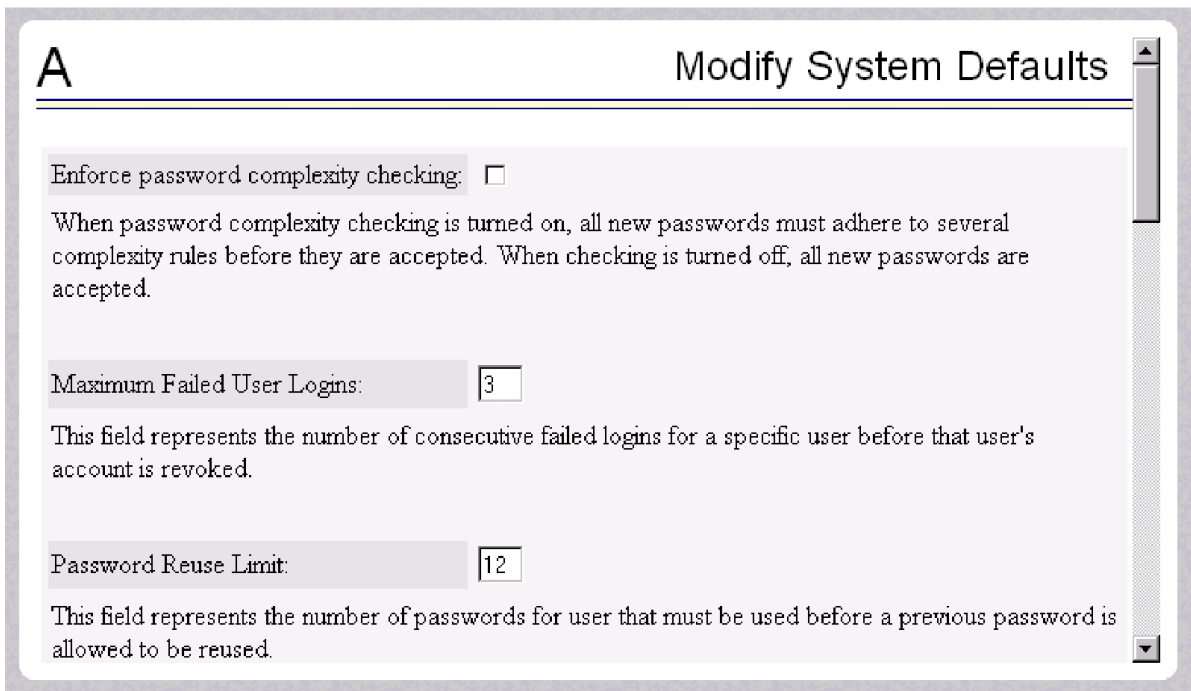 A
Modify System Defaults
Enforce password complexity checking:
When password complexity checking is turned on, all new passwords must adhere to several
complexity rules before they are accepted. When checking is turned off, all new passwords are
accepted.
Maximum Failed User Logins:
3
This field represents the number of consecutive failed logins for a specific user before that user's
account is revoked.
Password Reuse Limit:
12
This field represents the number of passwords for user that must be used before a previous password is
allowed to be reused.